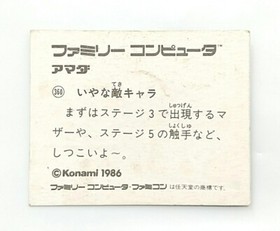 ファミリー コンピュータ™
アマダ
366 いやな敵キャラ
まずはステージ3で出現するマ
ザーや、ステージ5の触手など、
しつこいよ〜。
©Konami 1986
ファミリー コンピュータ・ファミコンは任天堂の商標です。